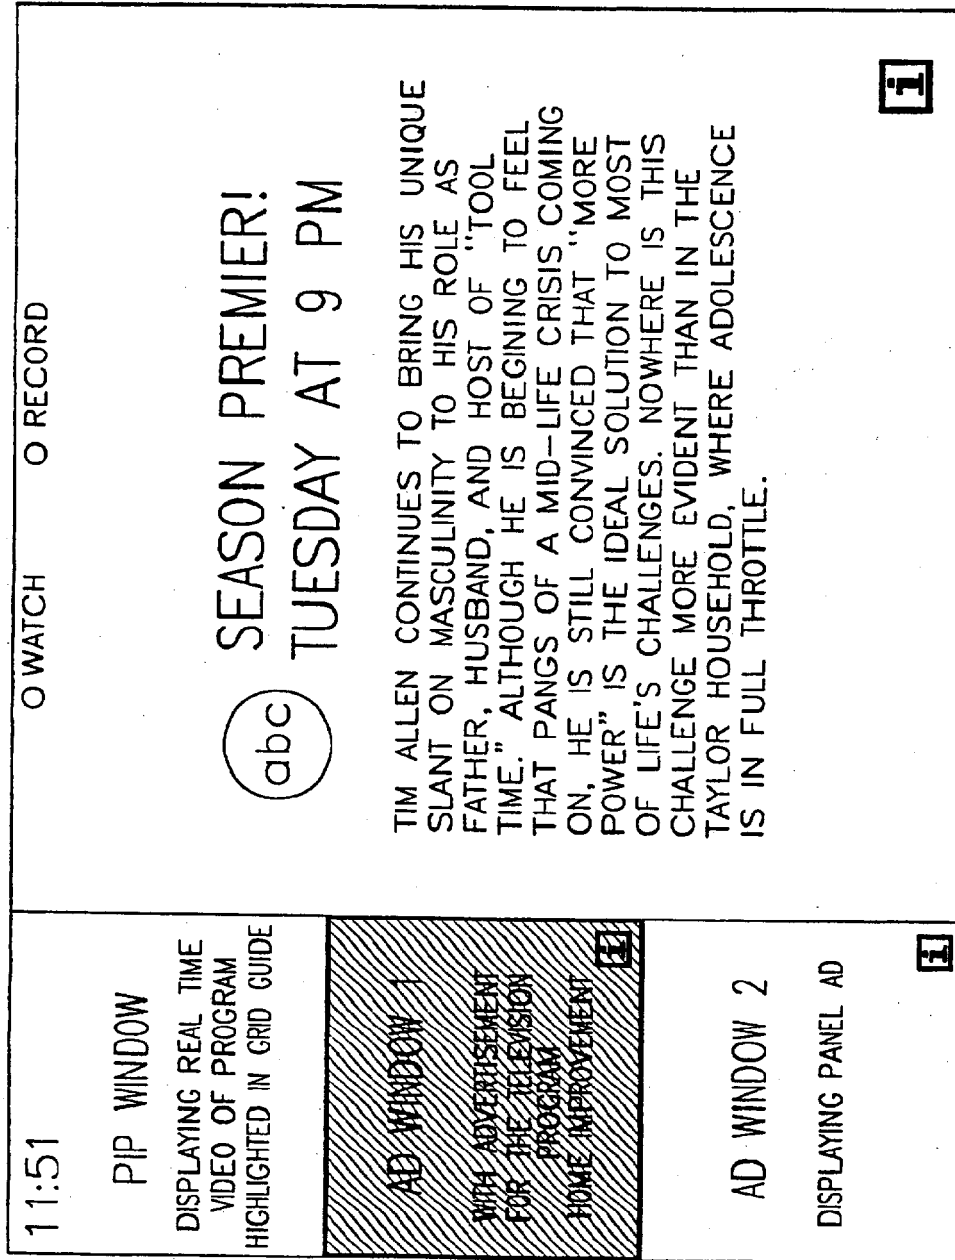 11:51
PIP WINDOW
DISPLAYING REAL TIME
VIDEO OF PROGRAM
HIGHLIGHTED IN GRID GUIDE
AD WINDOW 1
WITH ADVERTISEMENT
FOR THE TELEVISION
PROGRAM
HOME IMPROVEMENT
i
AD WINDOW 2
DISPLAYING PANEL AD
i
O WATCH
O RECORD
abc
SEASON PREMIER!
TUESDAY AT 9 PM
TIM ALLEN CONTINUES TO BRING HIS UNIQUE
SLANT ON MASCULINITY TO HIS ROLE AS
FATHER, HUSBAND, AND HOST OF "TOOL
TIME." ALTHOUGH HE IS BEGINING TO FEEL
THAT PANGS OF A MID-LIFE CRISIS COMING
ON, HE IS STILL CONVINCED THAT "MORE
POWER" IS THE IDEAL SOLUTION TO MOST
OF LIFE'S CHALLENGES. NOWHERE IS THIS
CHALLENGE MORE EVIDENT THAN IN THE
TAYLOR HOUSEHOLD, WHERE ADOLESCENCE
IS IN FULL THROTTLE.
i